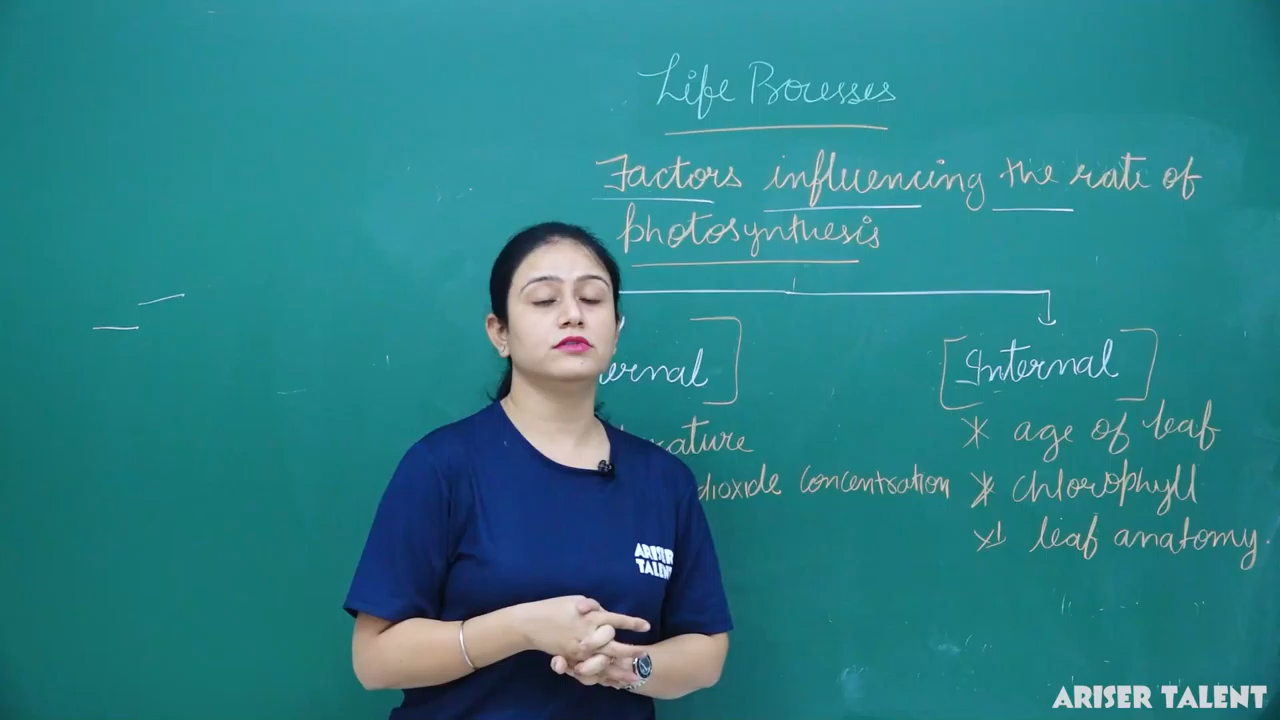 Life Processes
Factors influencing the rate of
photosynthesis
ernal
Internal
rature
* age of leaf
dioxide concentration
* chlorophyll
* leaf anatomy.
ARISER
TALENT
ARISER TALENT